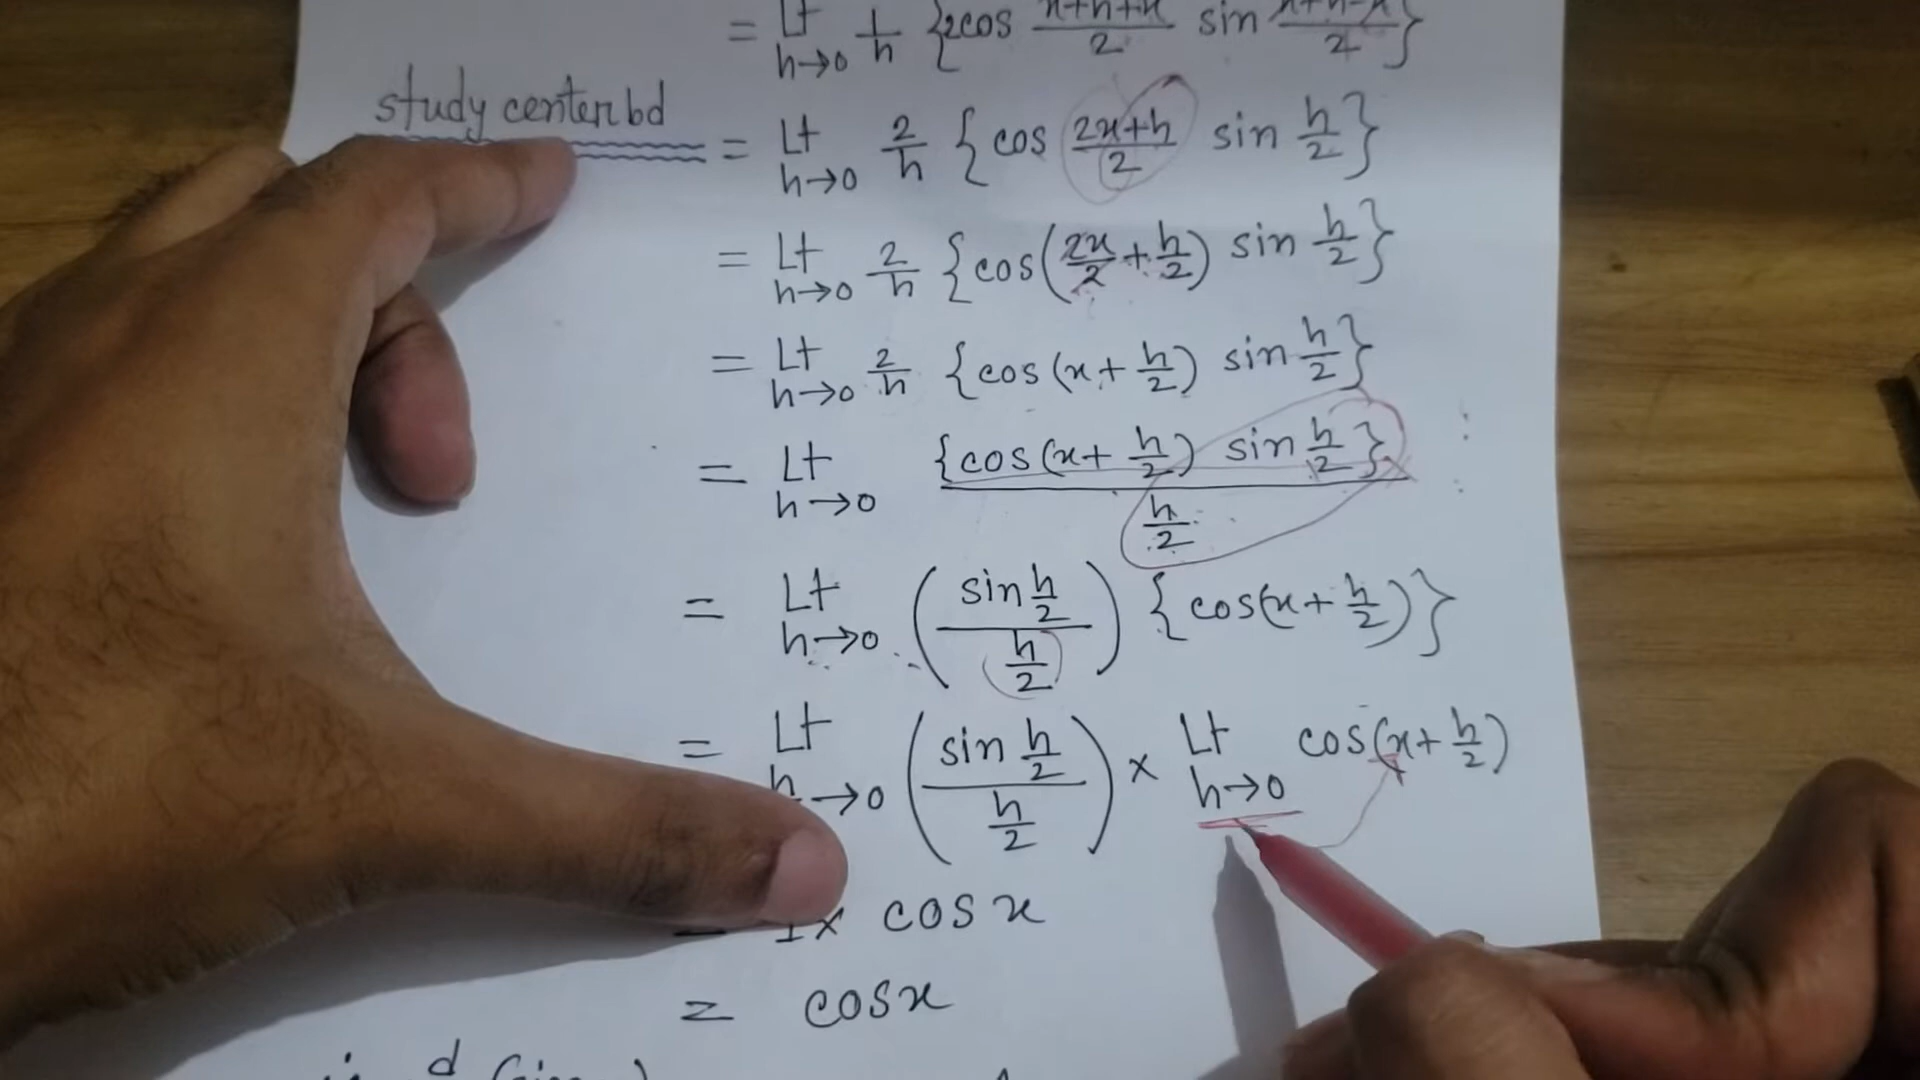 = Lt h→0 1/h {2cos (x+h+x)/2 sin (x+h-x)/2}
study center bd
= Lt h→0 2/h {cos (2x+h)/2 sin h/2}
= Lt h→0 2/h {cos(2x/2 + h/2) sin h/2}
= Lt h→0 2/h {cos(x+h/2) sin h/2}
= Lt h→0 {cos(x+h/2) sin h/2} / (h/2)
= Lt h→0 (sin h/2 / (h/2)) {cos(x+h/2)}
= Lt h→0 (sin h/2 / (h/2)) × Lt h→0 cos(x+h/2)
= 1× cosx
= cosx
d